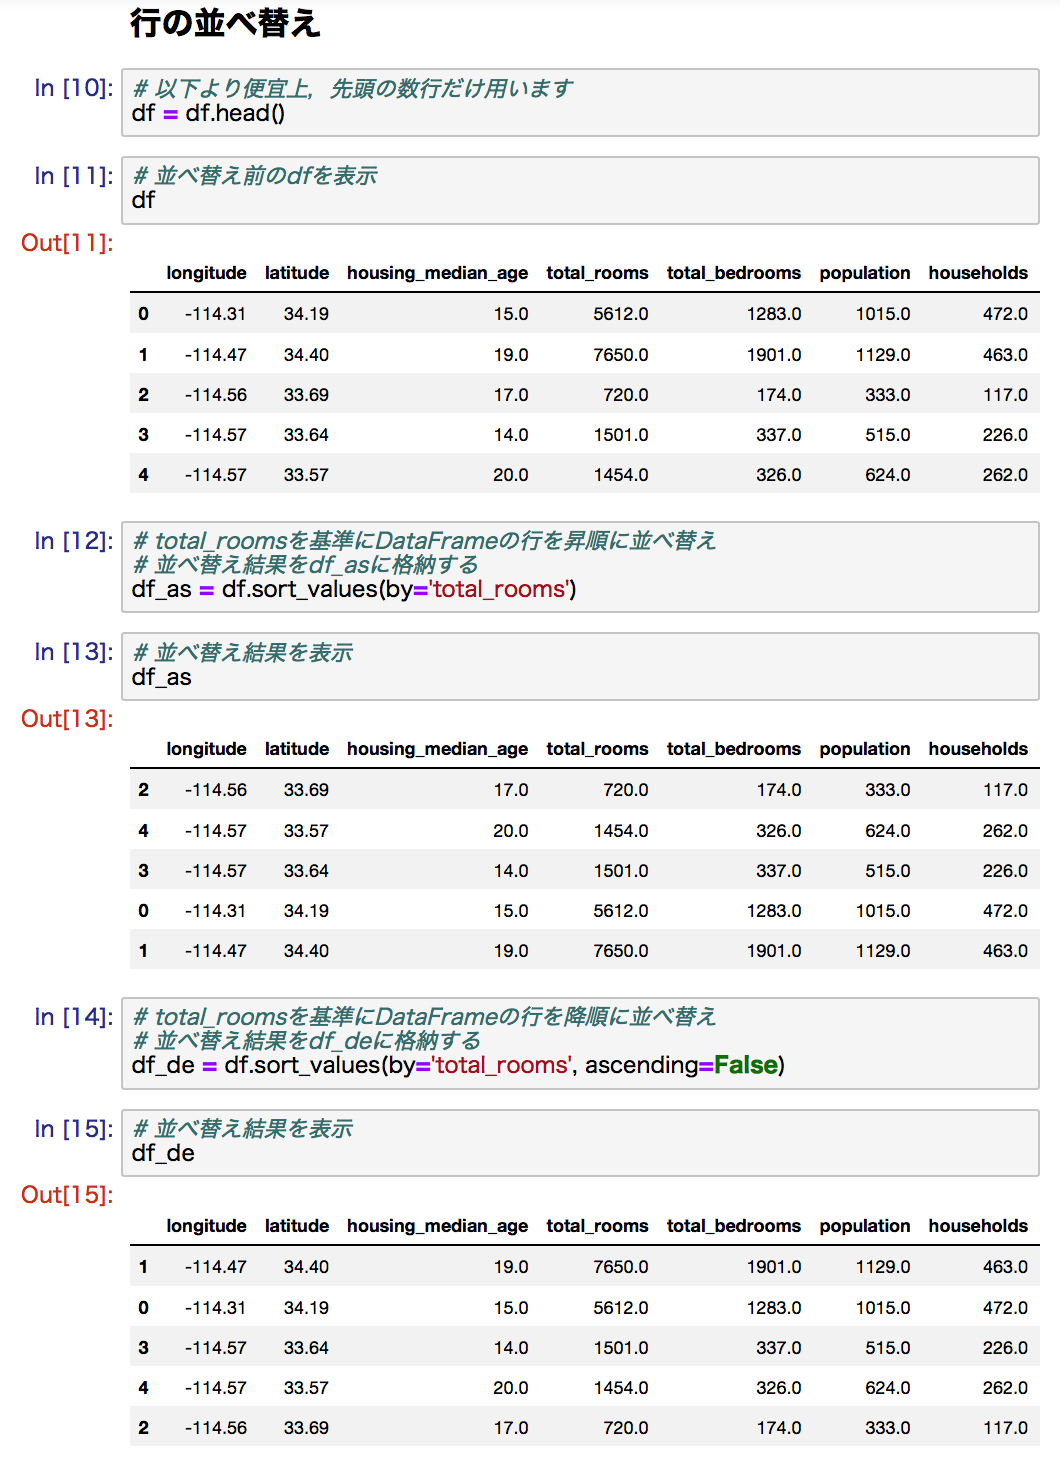 行の並べ替え
In [10]:
# 以下より便宜上，先頭の数行だけ用います
df = df.head()
In [11]:
# 並べ替え前のdfを表示
df
Out[11]:
longitude latitude housing_median_age total_rooms total_bedrooms population households
0 -114.31 34.19 15.0 5612.0 1283.0 1015.0 472.0
1 -114.47 34.40 19.0 7650.0 1901.0 1129.0 463.0
2 -114.56 33.69 17.0 720.0 174.0 333.0 117.0
3 -114.57 33.64 14.0 1501.0 337.0 515.0 226.0
4 -114.57 33.57 20.0 1454.0 326.0 624.0 262.0
In [12]:
# total_roomsを基準にDataFrameの行を昇順に並べ替え
# 並べ替え結果をdf_asに格納する
df_as = df.sort_values(by='total_rooms')
In [13]:
# 並べ替え結果を表示
df_as
Out[13]:
longitude latitude housing_median_age total_rooms total_bedrooms population households
2 -114.56 33.69 17.0 720.0 174.0 333.0 117.0
4 -114.57 33.57 20.0 1454.0 326.0 624.0 262.0
3 -114.57 33.64 14.0 1501.0 337.0 515.0 226.0
0 -114.31 34.19 15.0 5612.0 1283.0 1015.0 472.0
1 -114.47 34.40 19.0 7650.0 1901.0 1129.0 463.0
In [14]:
# total_roomsを基準にDataFrameの行を降順に並べ替え
# 並べ替え結果をdf_deに格納する
df_de = df.sort_values(by='total_rooms', ascending=False)
In [15]:
# 並べ替え結果を表示
df_de
Out[15]:
longitude latitude housing_median_age total_rooms total_bedrooms population households
1 -114.47 34.40 19.0 7650.0 1901.0 1129.0 463.0
0 -114.31 34.19 15.0 5612.0 1283.0 1015.0 472.0
3 -114.57 33.64 14.0 1501.0 337.0 515.0 226.0
4 -114.57 33.57 20.0 1454.0 326.0 624.0 262.0
2 -114.56 33.69 17.0 720.0 174.0 333.0 117.0